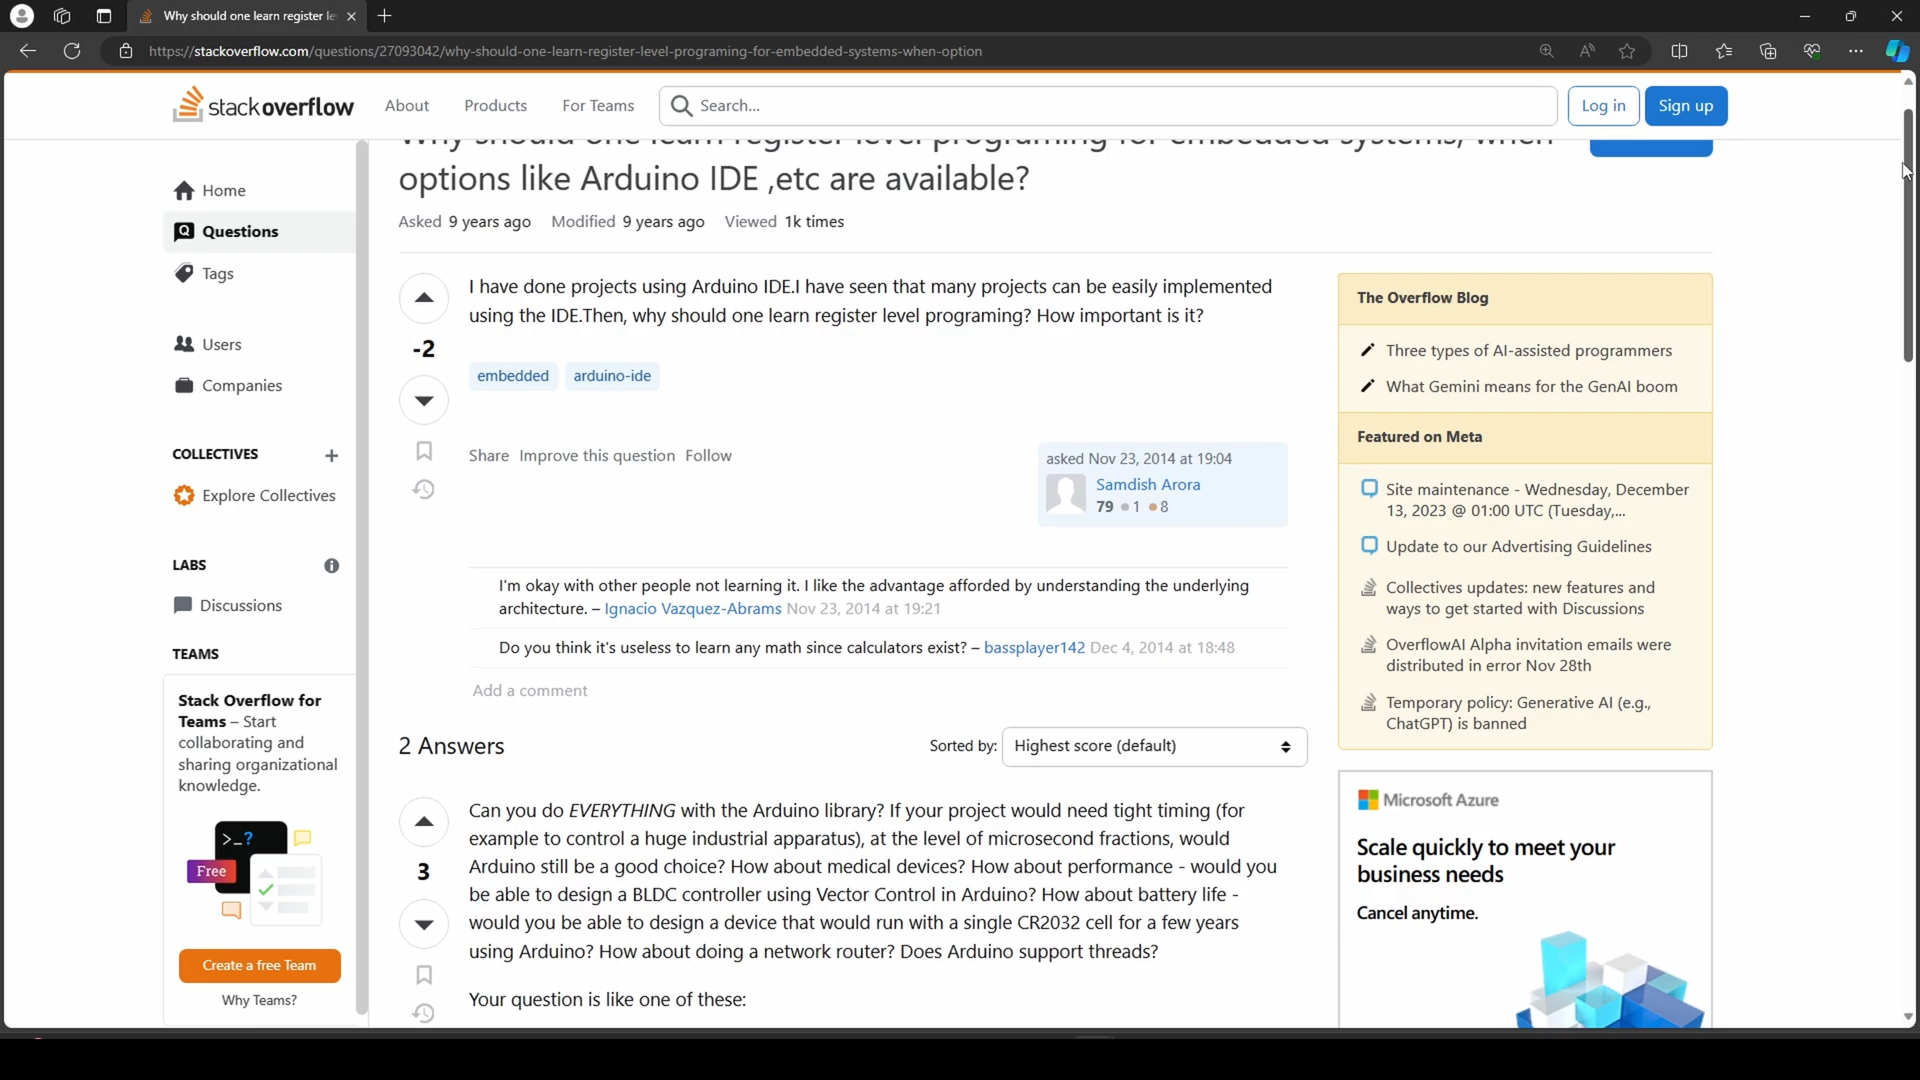 Why should one learn register le
https://stackoverflow.com/questions/27093042/why-should-one-learn-register-level-programing-for-embedded-systems-when-option
stackoverflow
About
Products
For Teams
Search...
Log in
Sign up
Why should one learn register level programing for embedded systems, when
options like Arduino IDE ,etc are available?
Asked 9 years ago Modified 9 years ago Viewed 1k times
Home
Questions
Tags
Users
Companies
COLLECTIVES
Explore Collectives
LABS
Discussions
TEAMS
Stack Overflow for
Teams – Start
collaborating and
sharing organizational
knowledge.
>_?
Free
Create a free Team
Why Teams?
I have done projects using Arduino IDE.I have seen that many projects can be easily implemented
using the IDE.Then, why should one learn register level programing? How important is it?
-2
embedded
arduino-ide
Share Improve this question Follow
asked Nov 23, 2014 at 19:04
Samdish Arora
79 1 8
I'm okay with other people not learning it. I like the advantage afforded by understanding the underlying
architecture. – Ignacio Vazquez-Abrams Nov 23, 2014 at 19:21
Do you think it's useless to learn any math since calculators exist? – bassplayer142 Dec 4, 2014 at 18:48
Add a comment
2 Answers
Sorted by:
Highest score (default)
Can you do EVERYTHING with the Arduino library? If your project would need tight timing (for
example to control a huge industrial apparatus), at the level of microsecond fractions, would
Arduino still be a good choice? How about medical devices? How about performance - would you
be able to design a BLDC controller using Vector Control in Arduino? How about battery life -
would you be able to design a device that would run with a single CR2032 cell for a few years
using Arduino? How about doing a network router? Does Arduino support threads?
3
Your question is like one of these:
The Overflow Blog
Three types of AI-assisted programmers
What Gemini means for the GenAI boom
Featured on Meta
Site maintenance - Wednesday, December
13, 2023 @ 01:00 UTC (Tuesday,...
Update to our Advertising Guidelines
Collectives updates: new features and
ways to get started with Discussions
OverflowAI Alpha invitation emails were
distributed in error Nov 28th
Temporary policy: Generative AI (e.g.,
ChatGPT) is banned
Microsoft Azure
Scale quickly to meet your
business needs
Cancel anytime.